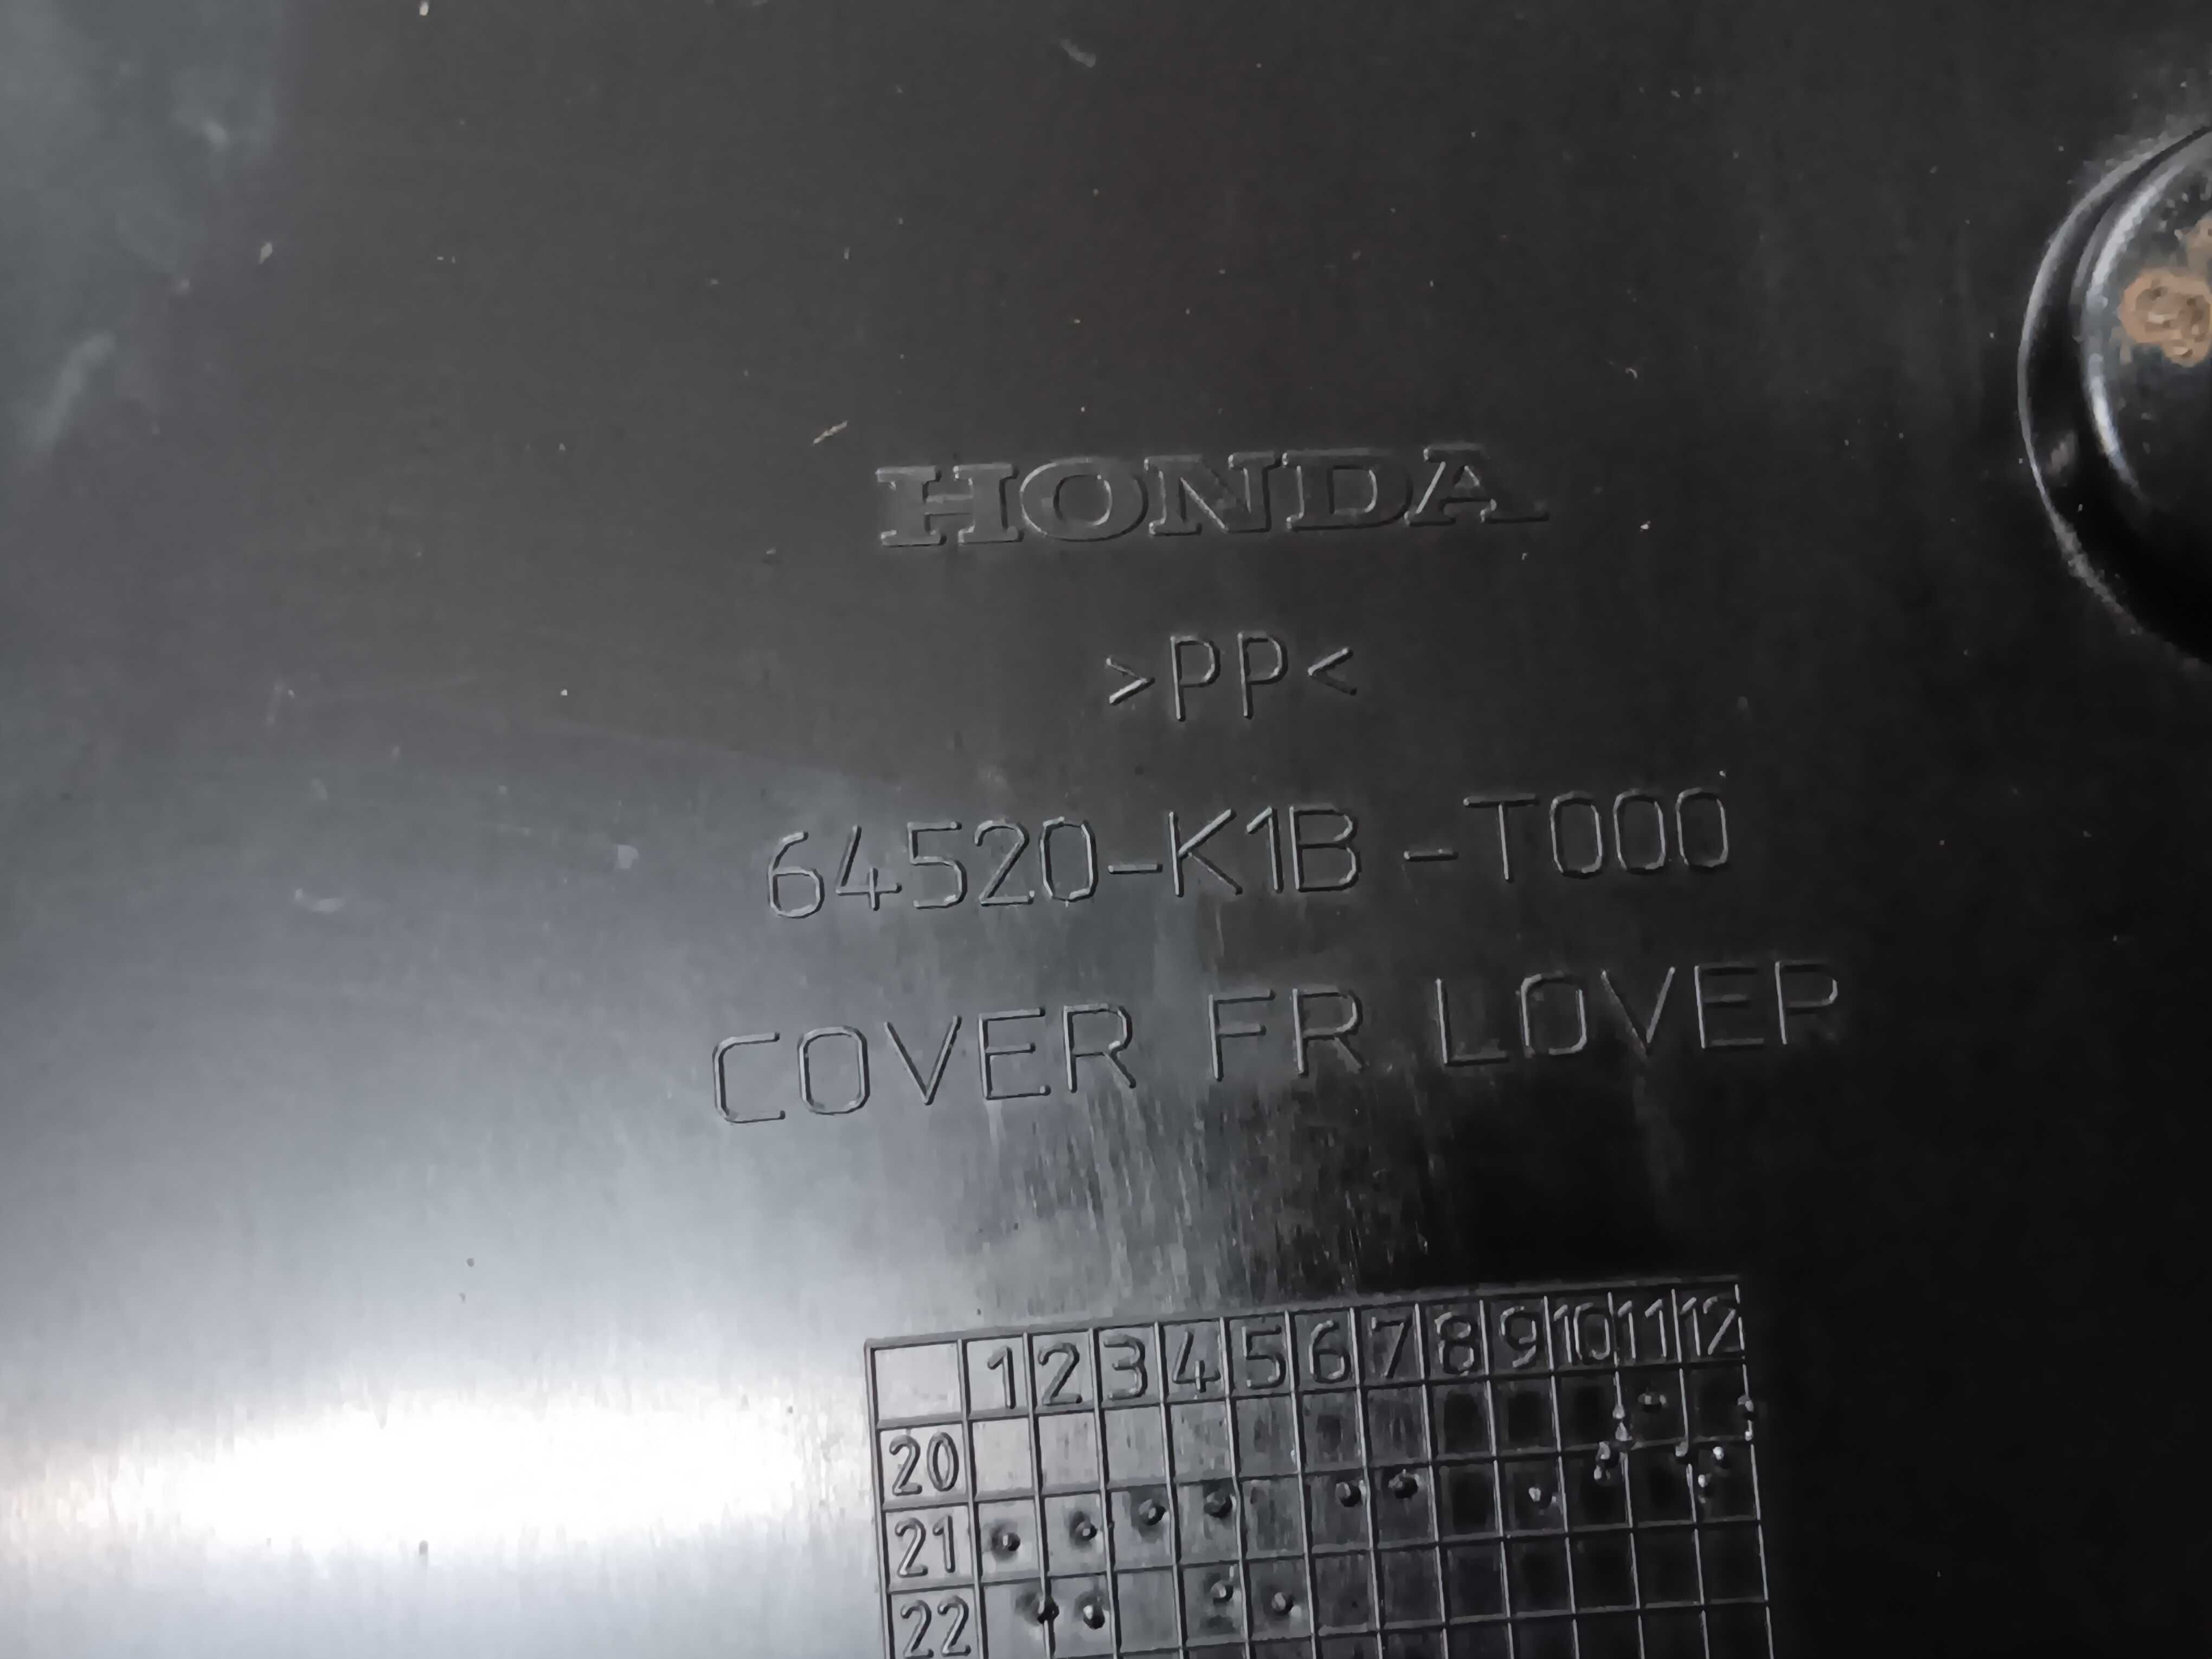 HONDA
>PP<
64520-K1B-T000
COVER FR LOVER
1 2 3 4 5 6 7 8 9 10 11 12
20
21
22